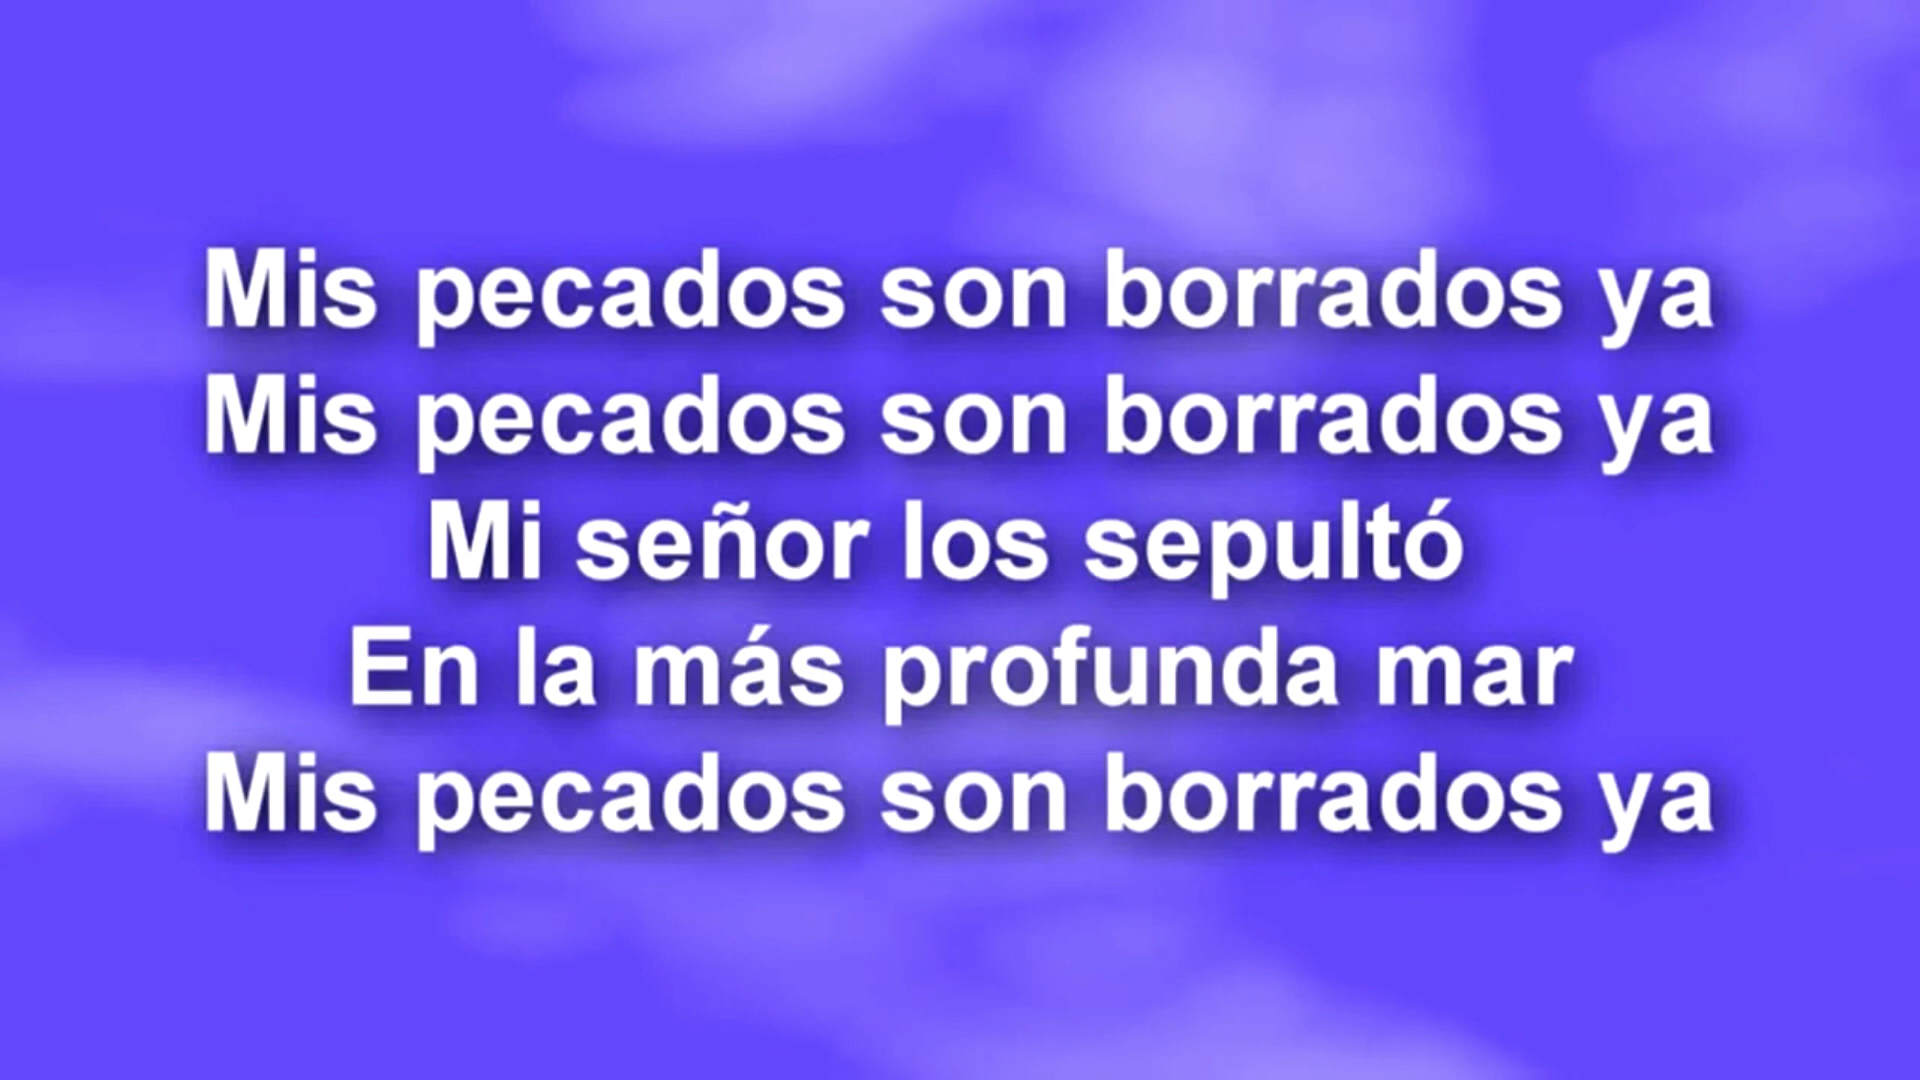 Mis pecados son borrados ya
Mis pecados son borrados ya
Mi señor los sepultó
En la más profunda mar
Mis pecados son borrados ya